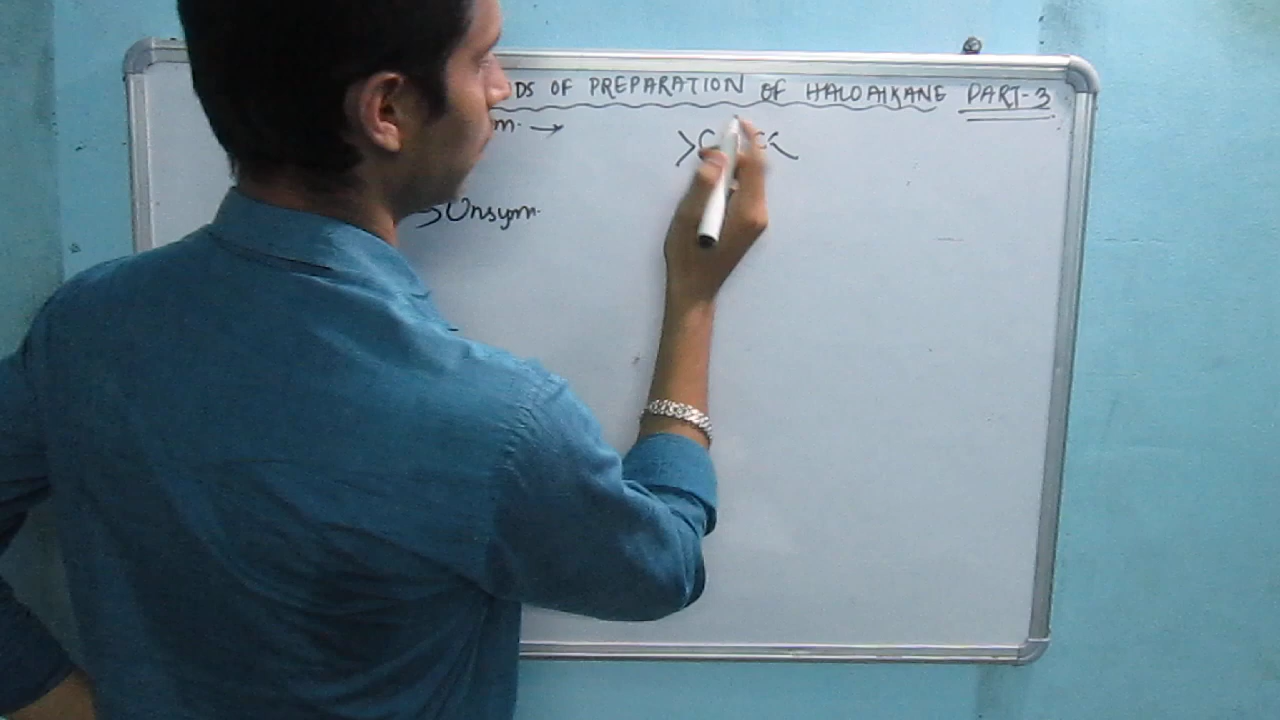 DS OF PREPARATION OF HALOALKANE PART-3
m. →
>C C<
Unsym.